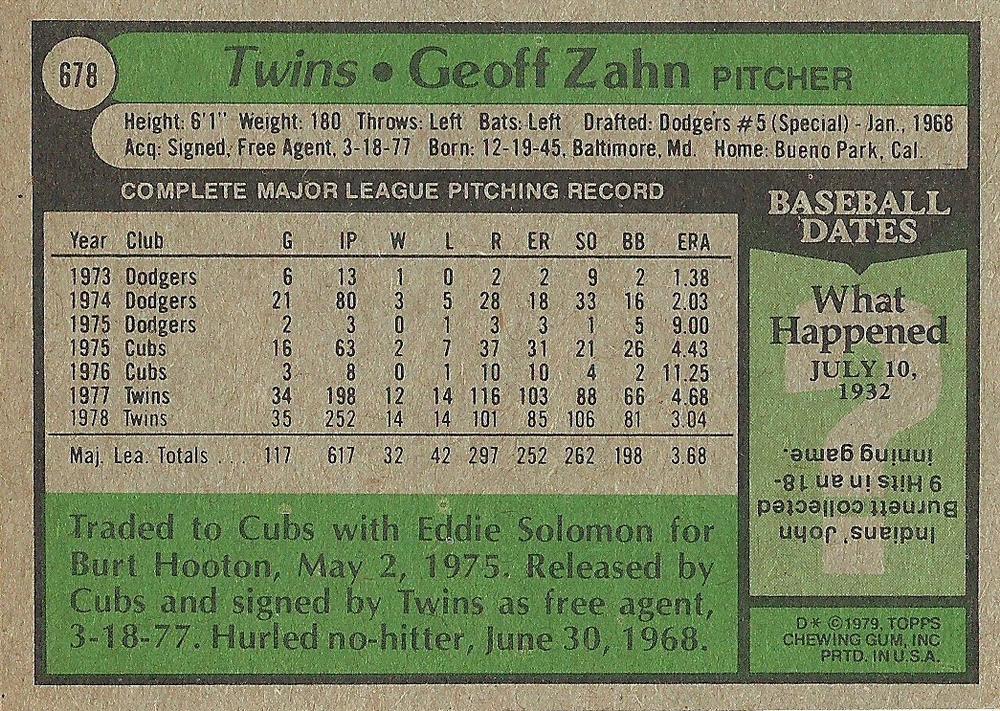 678
Twins • Geoff Zahn PITCHER
Height: 6'1" Weight: 180 Throws: Left Bats: Left Drafted: Dodgers #5 (Special) - Jan., 1968
Acq: Signed, Free Agent, 3-18-77 Born: 12-19-45, Baltimore, Md. Home: Bueno Park, Cal.
COMPLETE MAJOR LEAGUE PITCHING RECORD
Year Club G IP W L R ER SO BB ERA
1973 Dodgers 6 13 1 0 2 2 9 2 1.38
1974 Dodgers 21 80 3 5 28 18 33 16 2.03
1975 Dodgers 2 3 0 1 3 3 1 5 9.00
1975 Cubs 16 63 2 7 37 31 21 26 4.43
1976 Cubs 3 8 0 1 10 10 4 2 11.25
1977 Twins 34 198 12 14 116 103 88 66 4.68
1978 Twins 35 252 14 14 101 85 106 81 3.04
Maj. Lea. Totals ... 117 617 32 42 297 252 262 198 3.68
Traded to Cubs with Eddie Solomon for
Burt Hooton, May 2, 1975. Released by
Cubs and signed by Twins as free agent,
3-18-77. Hurled no-hitter, June 30, 1968.
BASEBALL
DATES
What
Happened
JULY 10,
1932
Indians' John
Burnett collected
9 Hits in an 18-
inning game.
D* ©1979, TOPPS
CHEWING GUM, INC
PRTD. IN U.S.A.